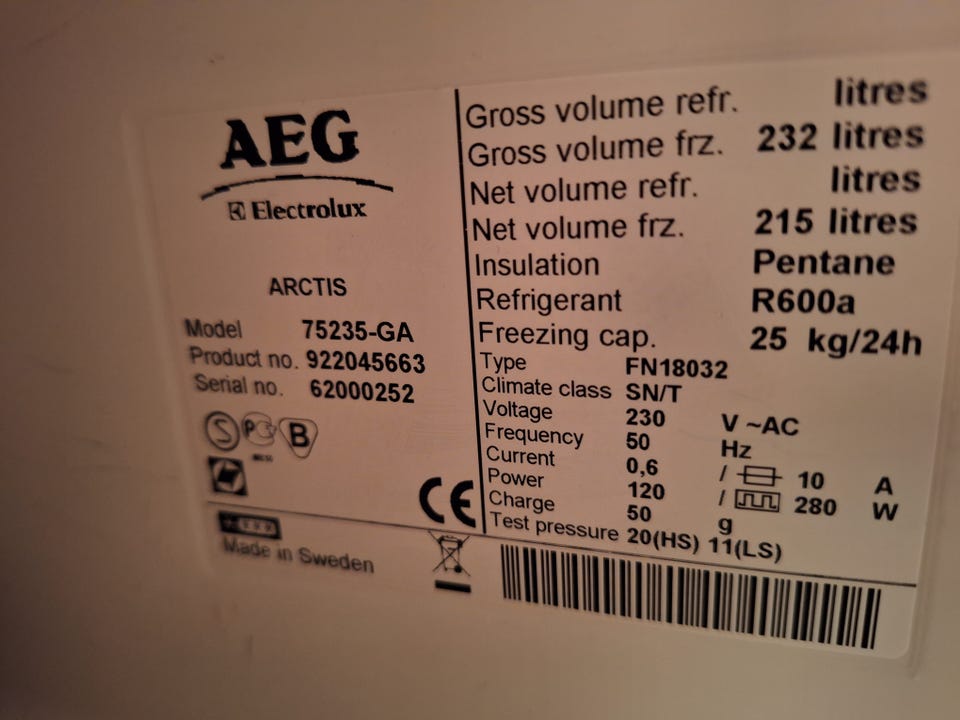 AEG
Electrolux
ARCTIS
Model 75235-GA
Product no. 922045663
Serial no. 62000252
S PC B
CE
Made in Sweden
Gross volume refr. litres
Gross volume frz. 232 litres
Net volume refr. litres
Net volume frz. 215 litres
Insulation Pentane
Refrigerant R600a
Freezing cap. 25 kg/24h
Type FN18032
Climate class SN/T
Voltage 230 V ~AC
Frequency 50 Hz
Current 0,6 / 10 A
Power 120 / 280 W
Charge 50 g
Test pressure 20(HS) 11(LS)